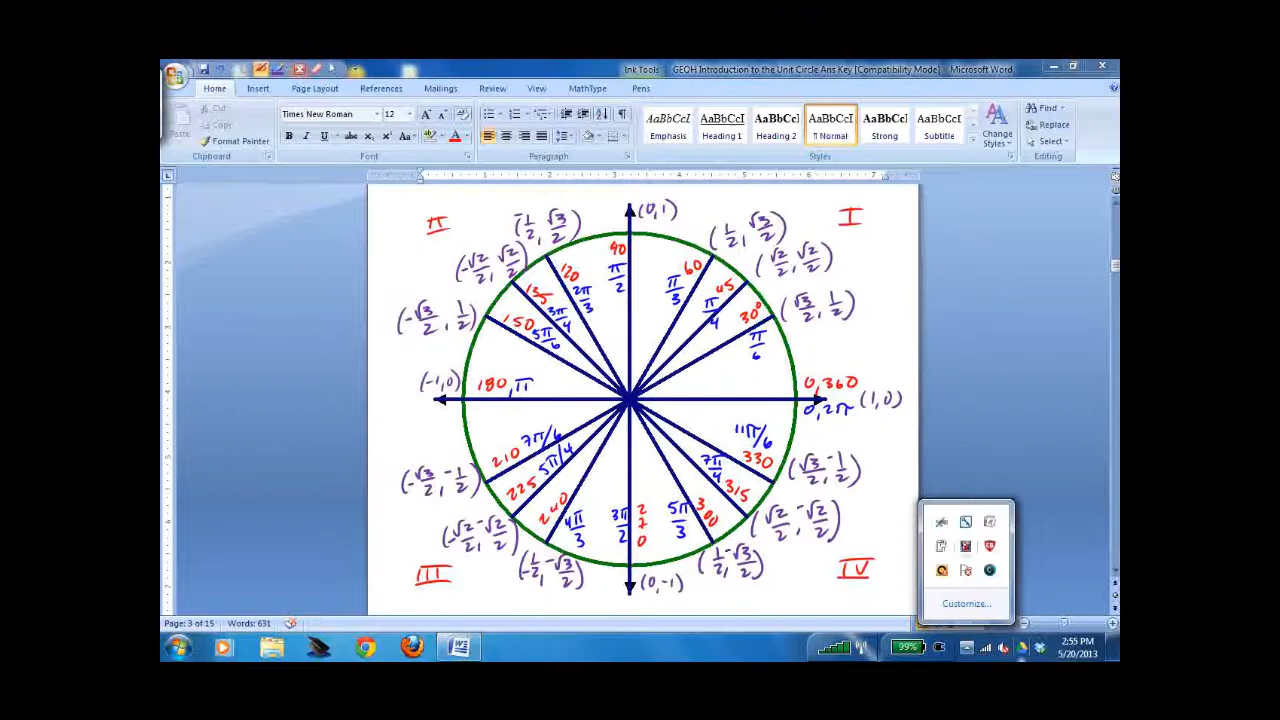 Ink Tools GEOH Introduction to the Unit Circle Ans Key [Compatibility Mode] - Microsoft Word
Home Insert Page Layout References Mailings Review View MathType Pens
Cut
Copy
Paste
Format Painter
Clipboard
Times New Roman 12
Font
Paragraph
AaBbCcI AaBbCcI AaBbCcI AaBbCcI AaBbCcI AaBbCcI
Emphasis Heading 1 Heading 2 ¶ Normal Strong Subtitle
Styles
Change Styles
Find
Replace
Select
Editing
II
I
(0,1)
(-1/2, √3/2)
(1/2, √3/2)
(-√2/2, √2/2)
(√2/2, √2/2)
(-√3/2, 1/2)
(√3/2, 1/2)
90 π/2
120 2π/3
60 π/3
135 3π/4
45 π/4
150 5π/6
30° π/6
(-1,0) 180, π
0, 360
0, 2π (1,0)
210 7π/6
11π/6 330
225 5π/4
7π/4 315
240 4π/3
3π/2 270
5π/3 300
(-√3/2, -1/2)
(√3/2, -1/2)
(-√2/2, -√2/2)
(√2/2, -√2/2)
(-1/2, -√3/2)
(1/2, -√3/2)
III
(0,-1)
IV
Customize...
Page: 3 of 15 Words: 631
99%
2:55 PM
5/20/2013